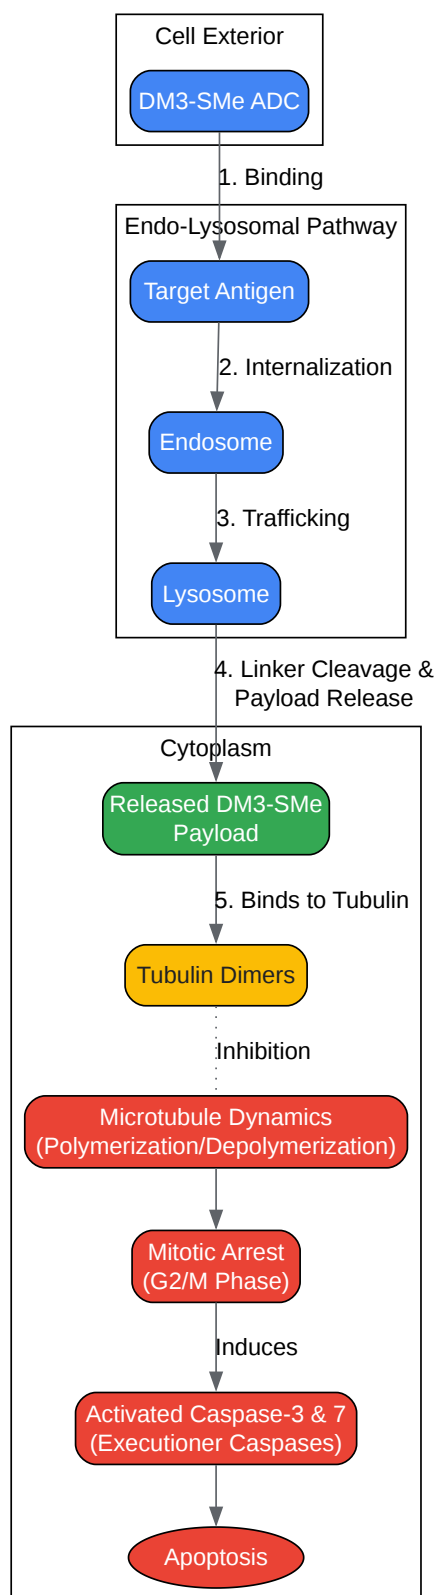 Cell Exterior
DM3-SMe ADC
1. Binding
Endo-Lysosomal Pathway
Target Antigen
2. Internalization
Endosome
3. Trafficking
Lysosome
4. Linker Cleavage &
Payload Release
Cytoplasm
Released DM3-SMe
Payload
5. Binds to Tubulin
Tubulin Dimers
Inhibition
Microtubule Dynamics
(Polymerization/Depolymerization)
Mitotic Arrest
(G2/M Phase)
Induces
Activated Caspase-3 & 7
(Executioner Caspases)
Apoptosis